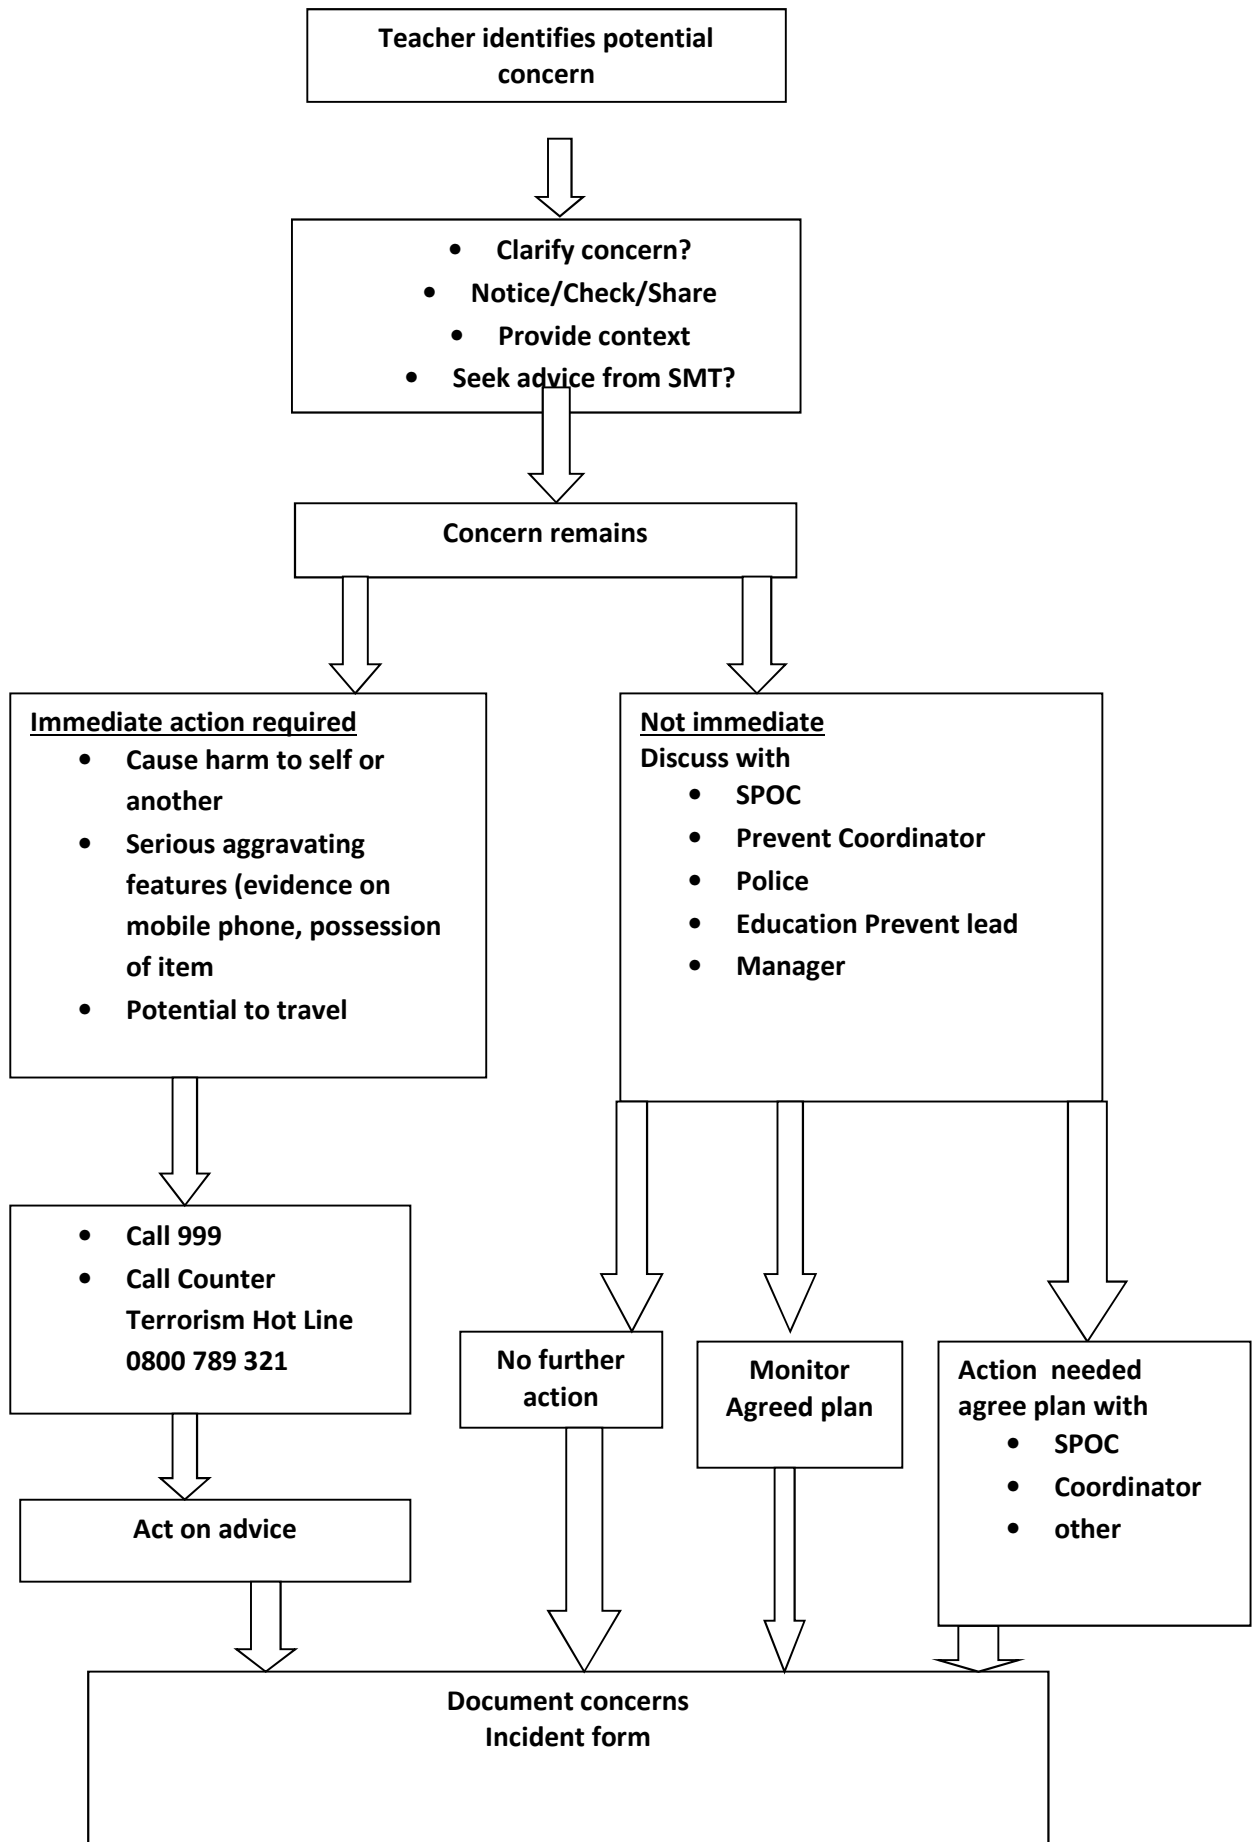 Teacher identifies potential
concern
• Clarify concern?
• Notice/Check/Share
• Provide context
• Seek advice from SMT?
Concern remains
Immediate action required
• Cause harm to self or
another
• Serious aggravating
features (evidence on
mobile phone, possession
of item
• Potential to travel
Not immediate
Discuss with
• SPOC
• Prevent Coordinator
• Police
• Education Prevent lead
• Manager
• Call 999
• Call Counter
Terrorism Hot Line
0800 789 321
No further
action
Monitor
Agreed plan
Action  needed
agree plan with
• SPOC
• Coordinator
• other
Act on advice
Document concerns
Incident form